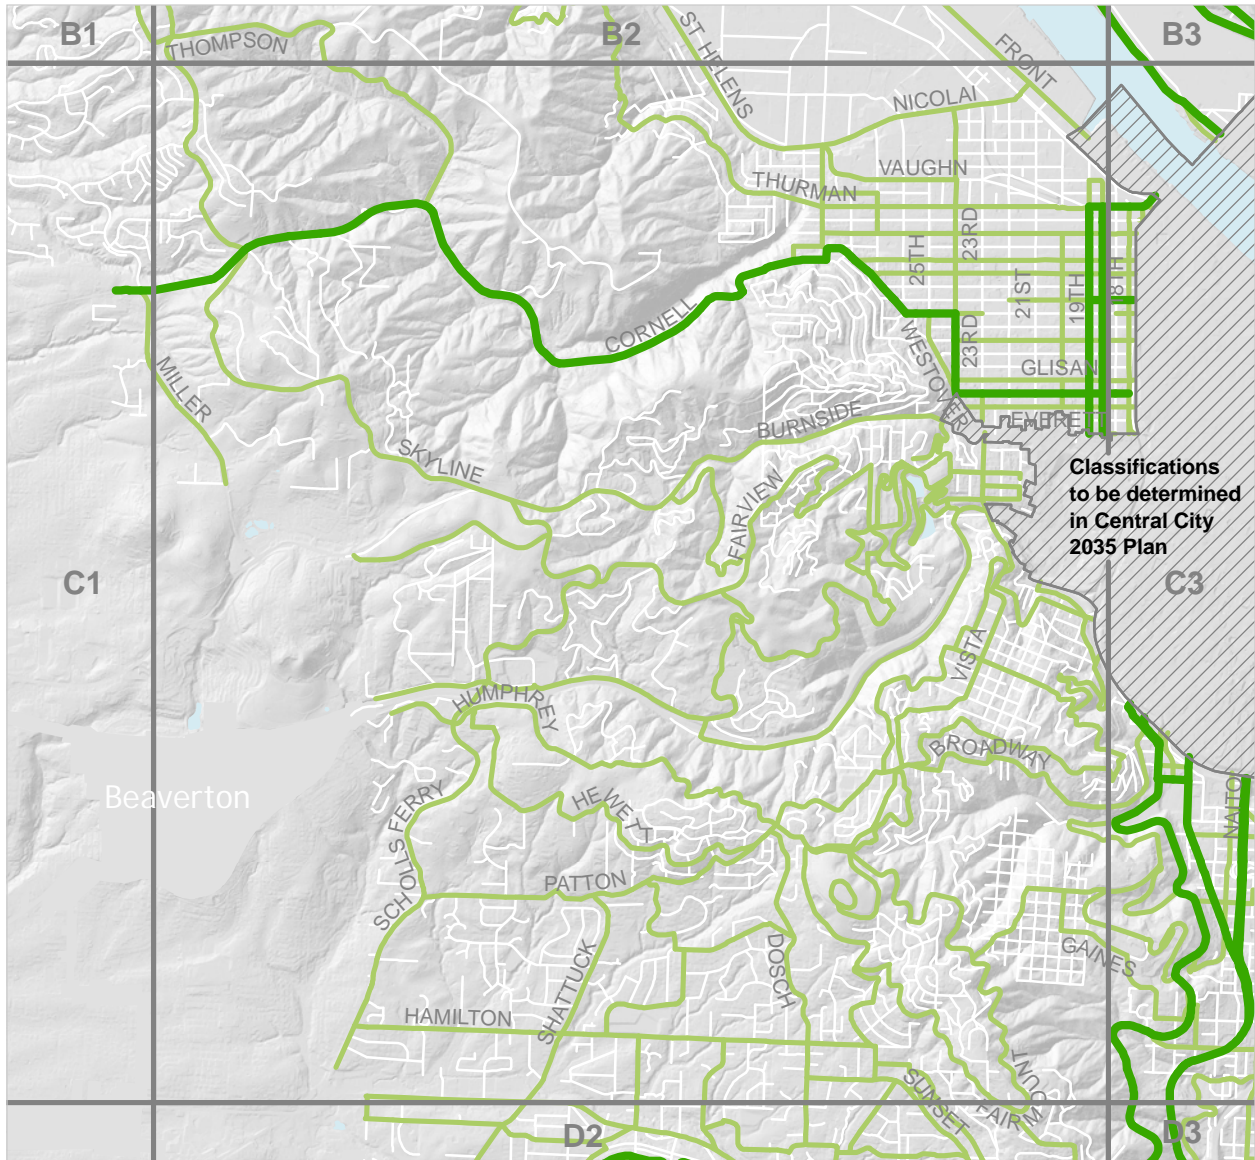 B1
B2
B3
THOMPSON
ST HELENS
FRONT
NICOLAI
VAUGHN
THURMAN
23RD
25TH
21ST
19TH
18TH
CORNELL
WESTOVER
23RD
GLISAN
MILLER
BURNSIDE
EVERETT
SKYLINE
Classifications
to be determined
in Central City
2035 Plan
FAIRVIEW
C1
C3
VISTA
HUMPHREY
BROADWAY
Beaverton
HEWETT
NAITO
SCHOLLS FERRY
PATTON
SHATTUCK
DOSCH
GAINES
HAMILTON
SUNSET
FAIRMOUNT
D2
D3